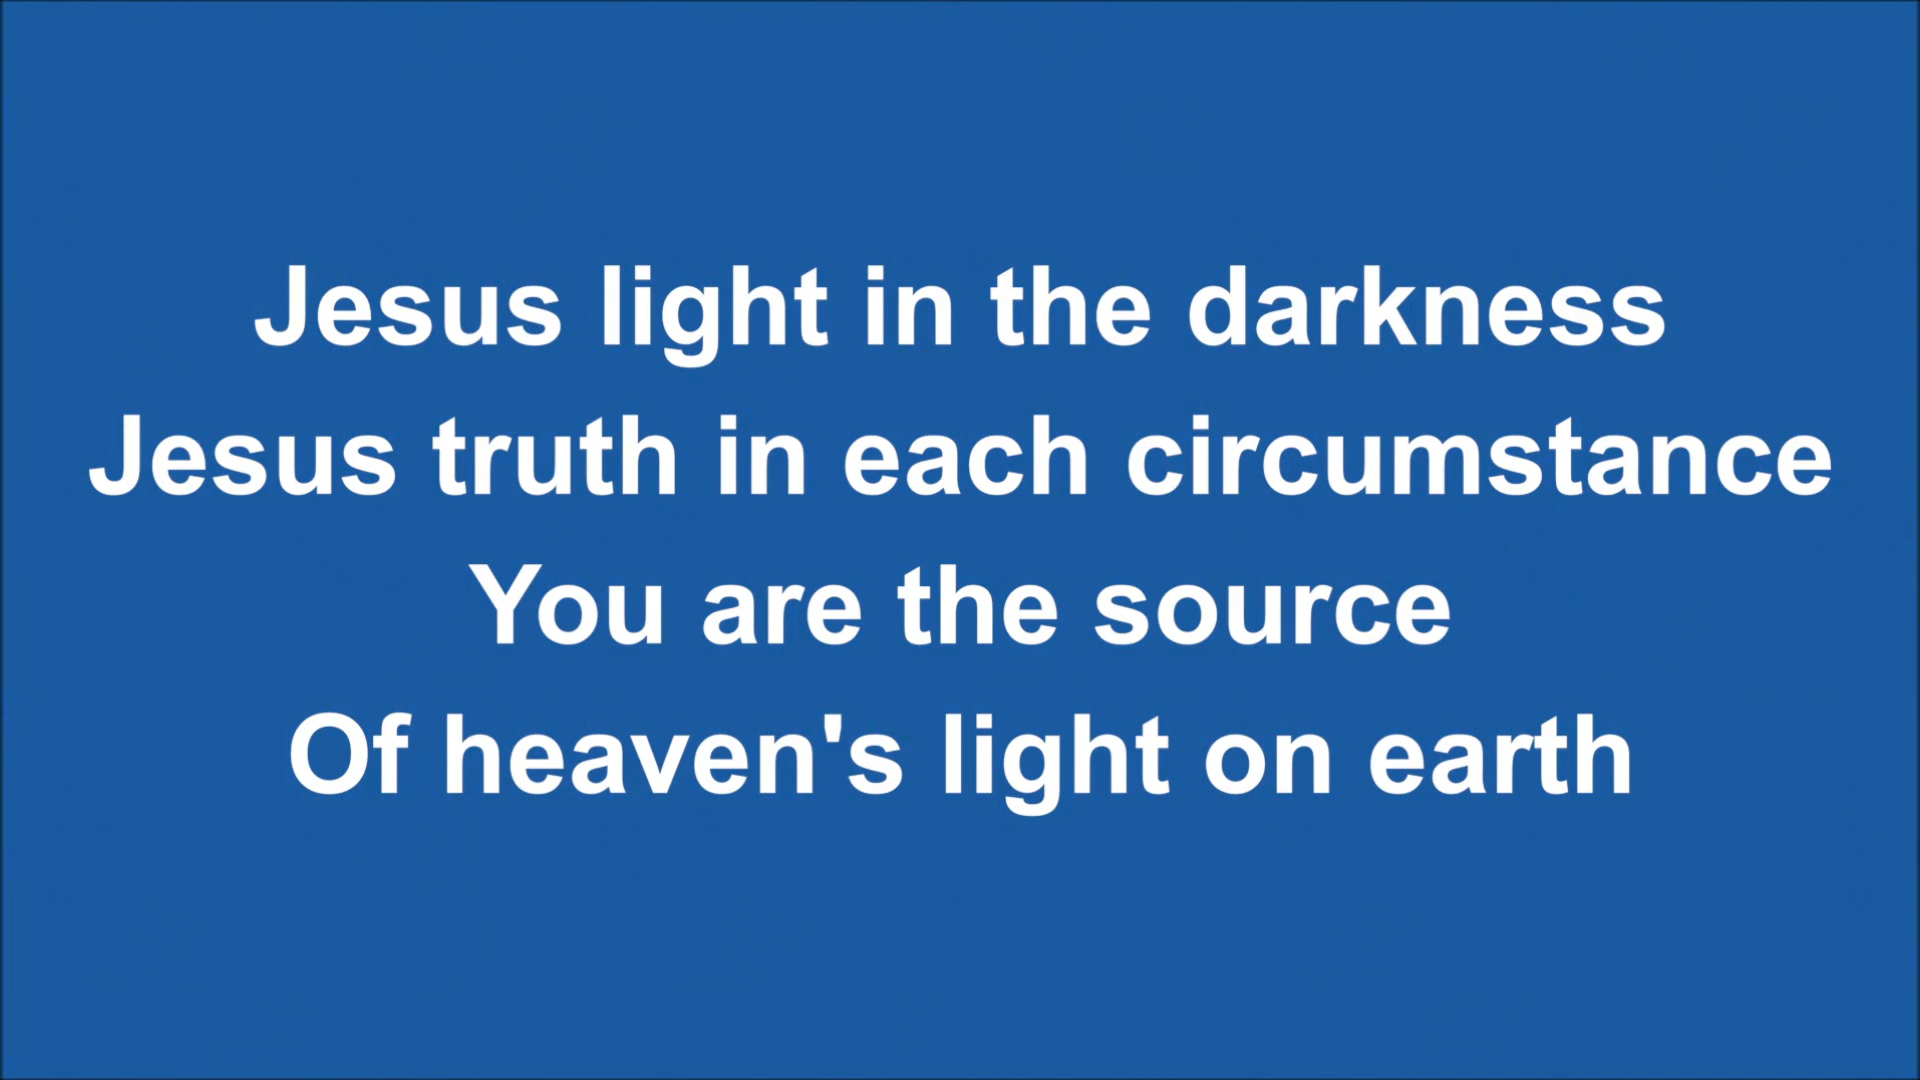 Jesus light in the darkness
Jesus truth in each circumstance
You are the source
Of heaven's light on earth